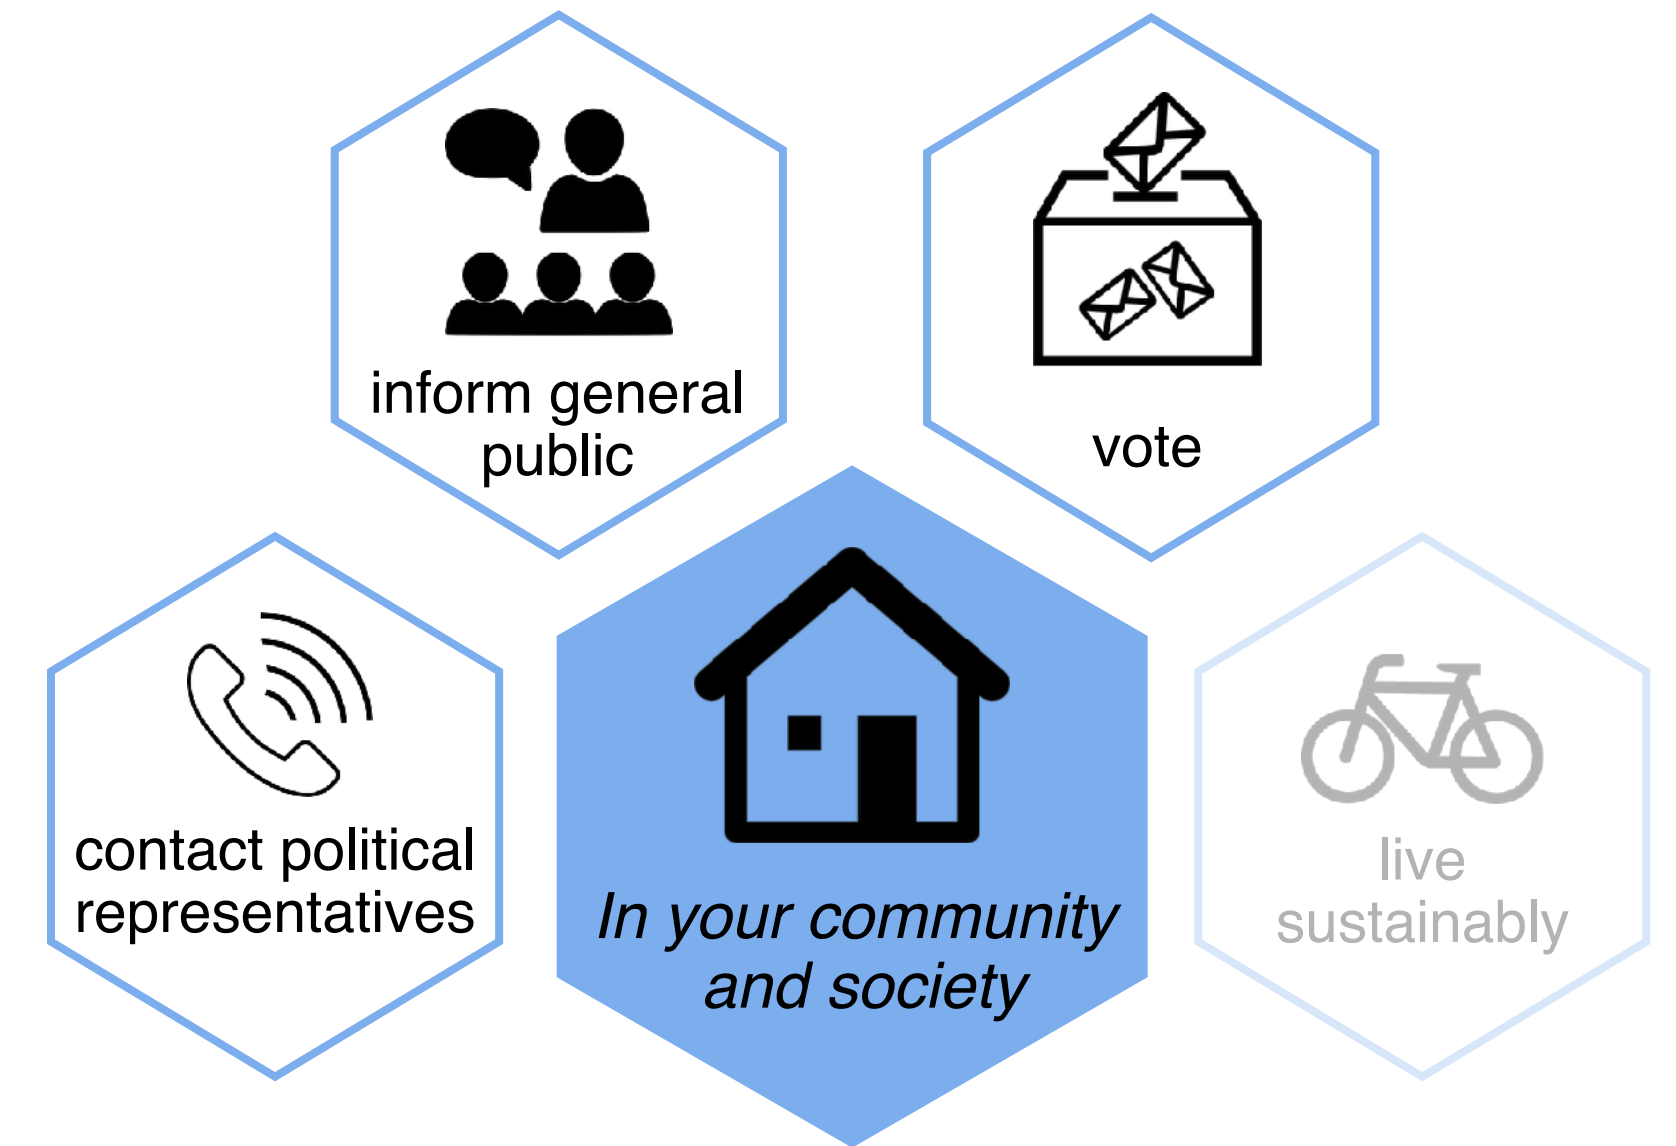 inform general
public
vote
contact political
representatives
In your community
and society
live
sustainably